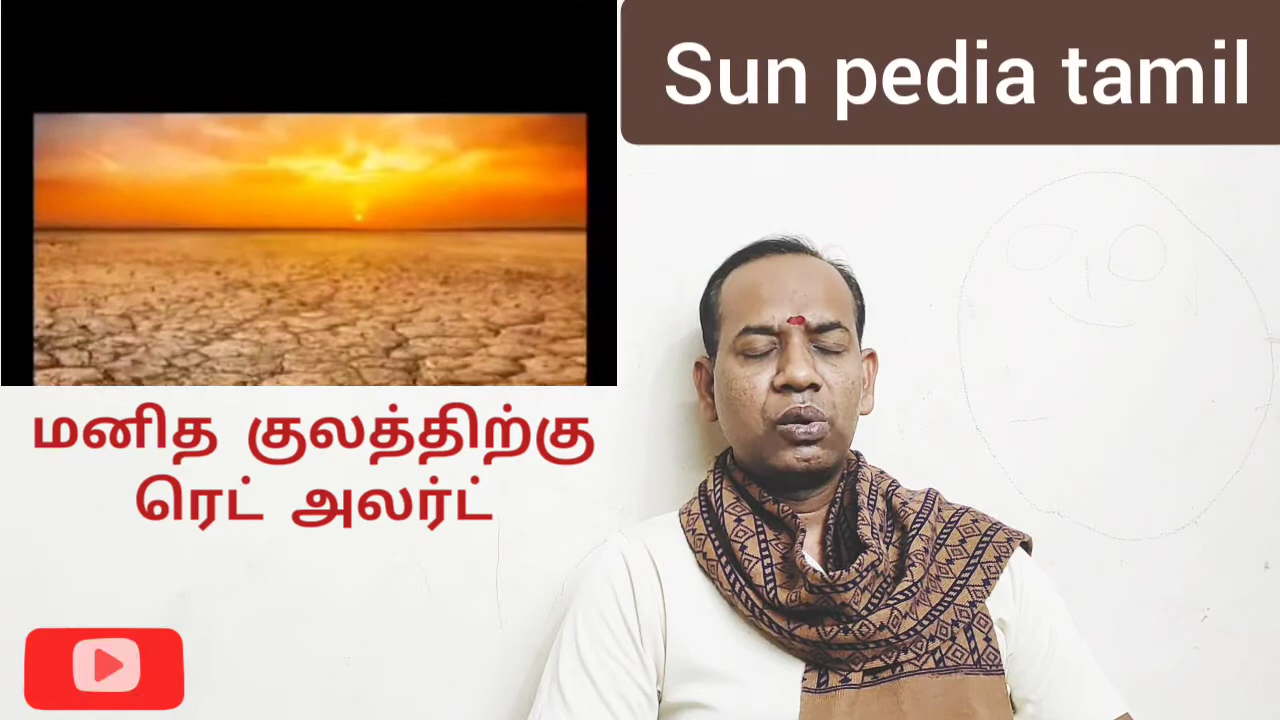 Sun pedia tamil
மனித குலத்திற்கு
ரெட் அலர்ட்